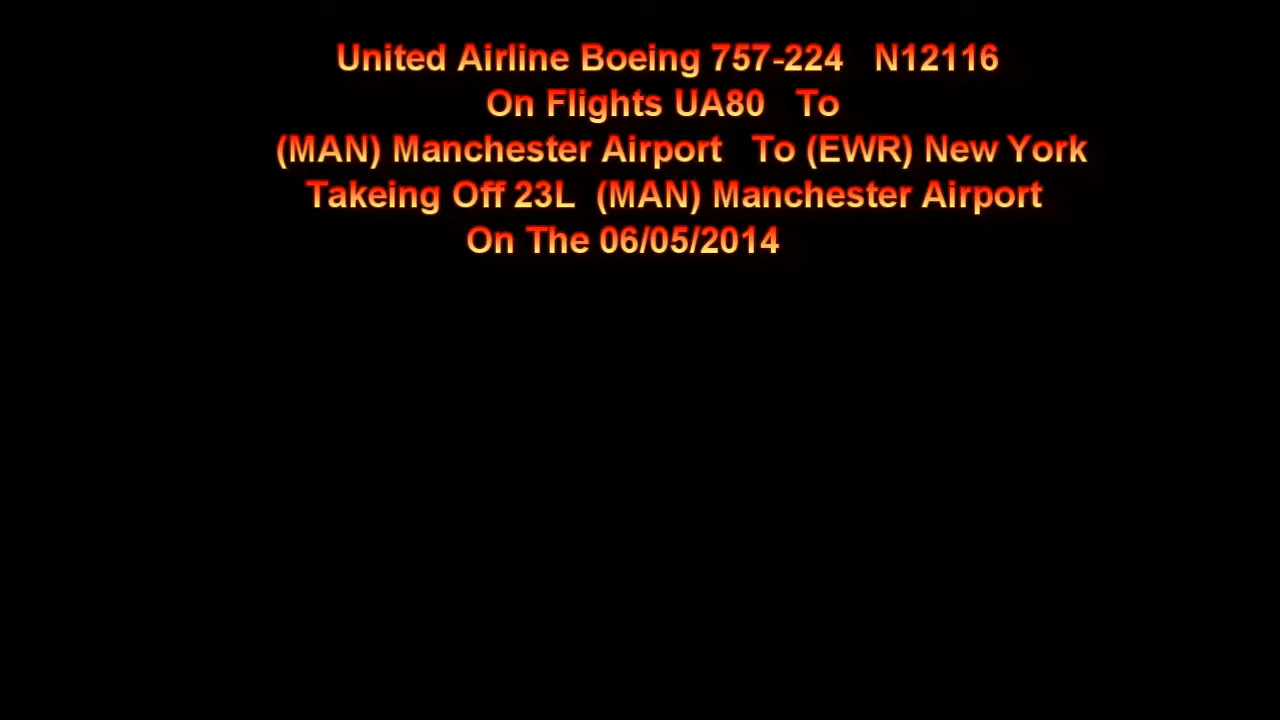 United Airline Boeing 757-224 N12116
On Flights UA80 To
(MAN) Manchester Airport To (EWR) New York
Takeing Off 23L (MAN) Manchester Airport
On The 06/05/2014